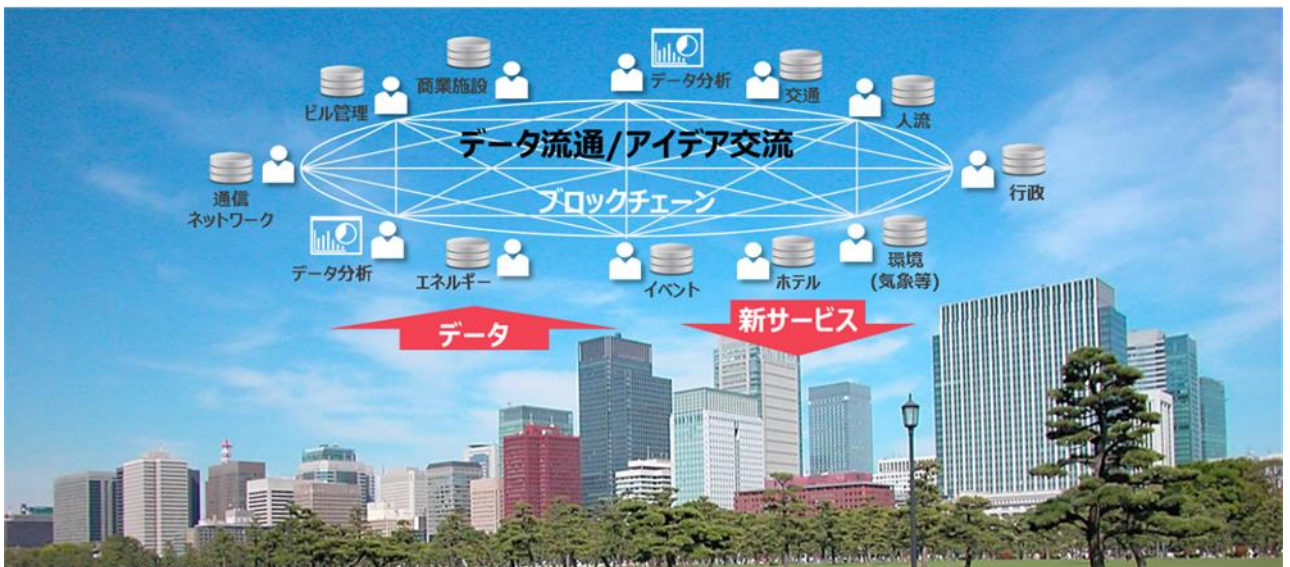 商業施設
データ分析
交通
ビル管理
人流
データ流通/アイデア交流
通信
ネットワーク
行政
ブロックチェーン
データ分析
エネルギー
イベント
ホテル
環境
(気象等)
データ
新サービス